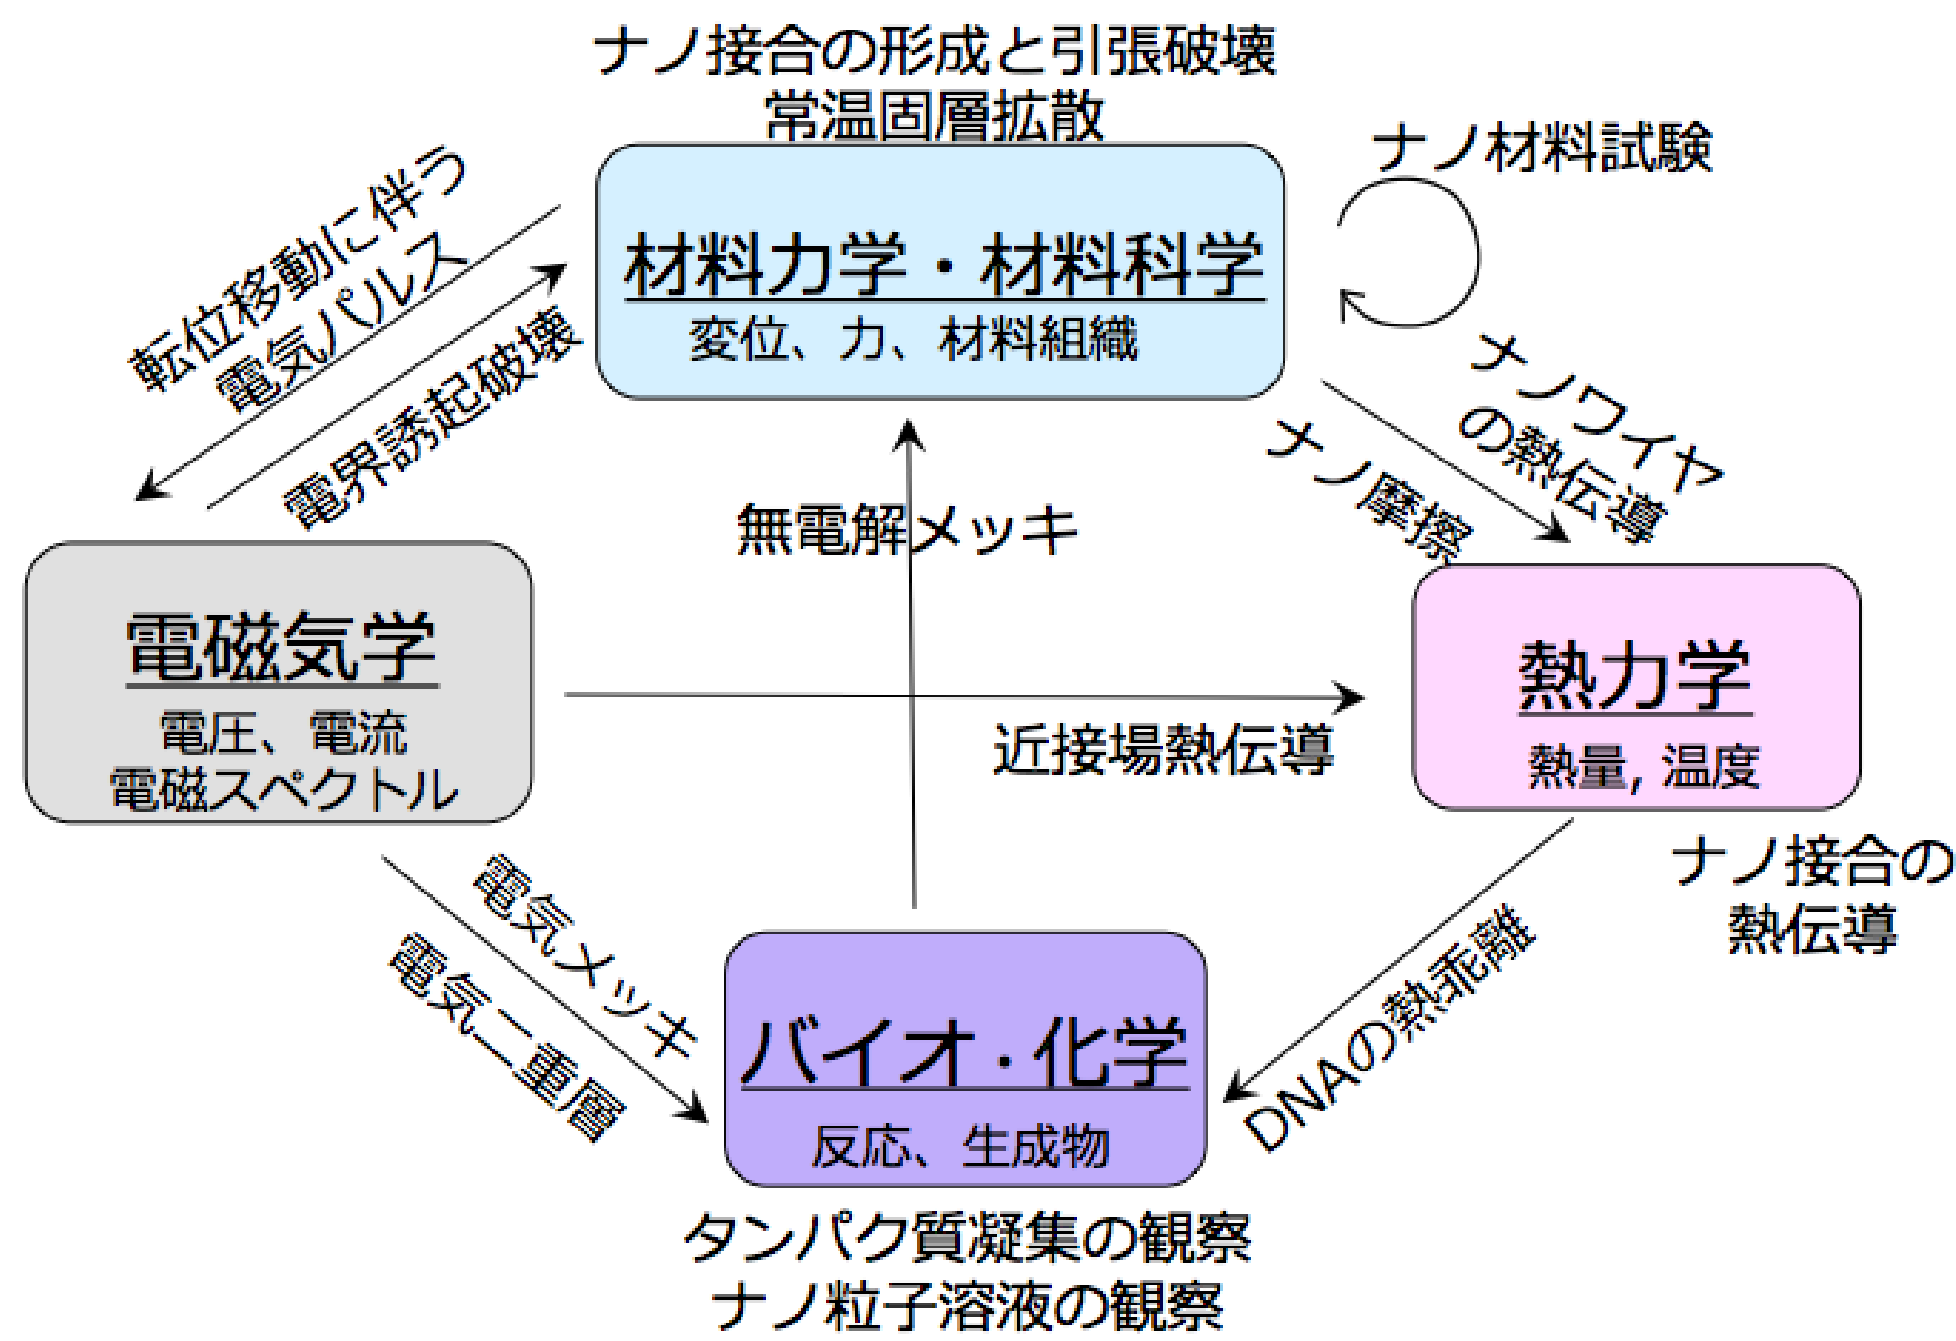 ナノ接合の形成と引張破壊
常温固層拡散
ナノ材料試験
転位移動に伴う
電気パルス
材料力学・材料科学
変位、力、材料組織
電界誘起破壊
ナノワイヤ
の熱伝導
ナノ摩擦
無電解メッキ
電磁気学
電圧、電流
電磁スペクトル
近接場熱伝導
熱力学
熱量, 温度
ナノ接合の
熱伝導
電気メッキ
電気二重層
DNAの熱乖離
バイオ・化学
反応、生成物
タンパク質凝集の観察
ナノ粒子溶液の観察